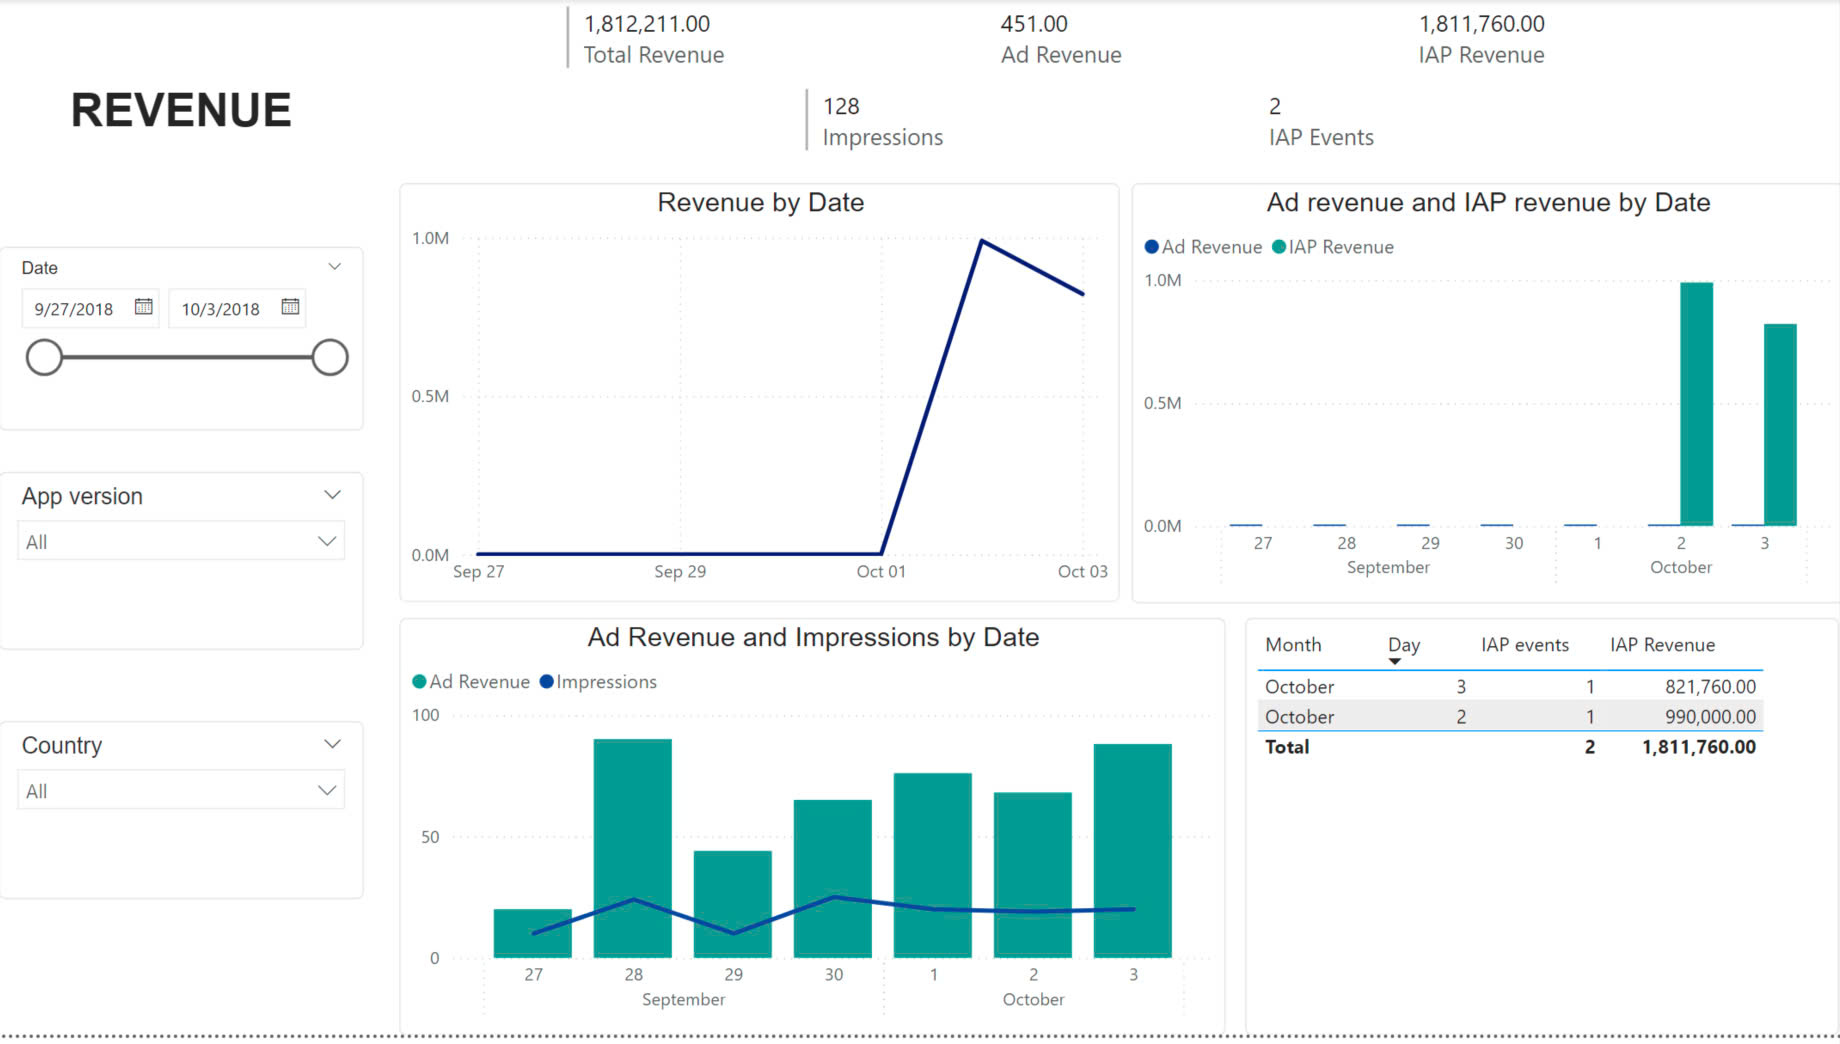 1,812,211.00
Total Revenue
451.00
Ad Revenue
1,811,760.00
IAP Revenue
REVENUE
128
Impressions
2
IAP Events
Date
9/27/2018 10/3/2018
App version
All
Country
All
Revenue by Date
1.0M
0.5M
0.0M
Sep 27 Sep 29 Oct 01 Oct 03
Ad revenue and IAP revenue by Date
Ad Revenue IAP Revenue
1.0M
0.5M
0.0M
27 28 29 30 1 2 3
September October
Ad Revenue and Impressions by Date
Ad Revenue Impressions
100
50
0
27 28 29 30 1 2 3
September October
Month Day IAP events IAP Revenue
October 3 1 821,760.00
October 2 1 990,000.00
Total 2 1,811,760.00